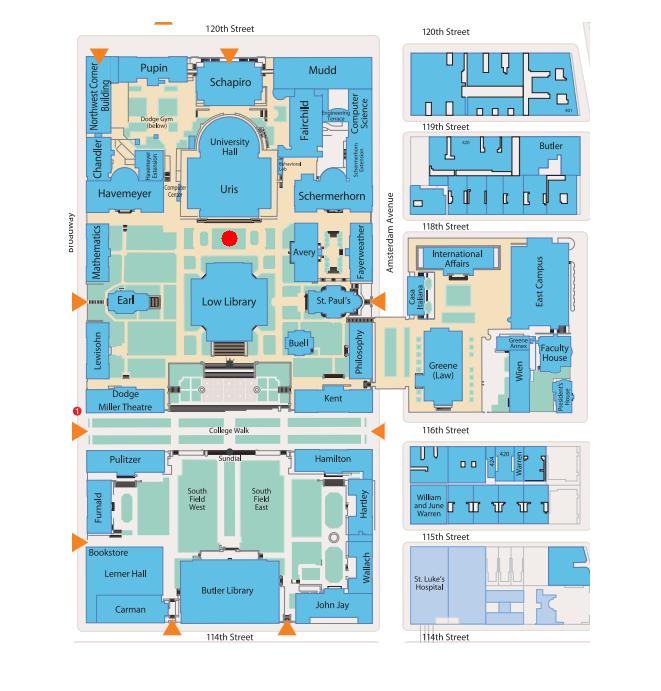 120th Street
120th Street
Pupin
Schapiro
Mudd
Northwest Corner
Building
Fairchild
Computer
Science
Engineering
Terrace
401
Dodge Gym
(below)
119th Street
University
Hall
Chandler
Havemeyer
Extension
Schermerhorn
Extension
420
Butler
Computer
Center
Uris
Havemeyer
Schermerhorn
118th Street
Broadway
Amsterdam Avenue
Mathematics
Avery
Fayerweather
International
Affairs
East Campus
Casa
Italiana
Earl
Low Library
St. Paul's
Lewisohn
Buell
Philosophy
Greene
(Law)
Greene
Annex
Wien
Faculty
House
President's
House
Dodge
Miller Theatre
Kent
1
College Walk
116th Street
Sundial
Pulitzer
Hamilton
424
420
Warren
Furnald
South
Field
West
South
Field
East
Hartley
William
and June
Warren
115th Street
Bookstore
Lerner Hall
Wallach
Butler Library
St. Luke's
Hospital
Carman
John Jay
114th Street
114th Street